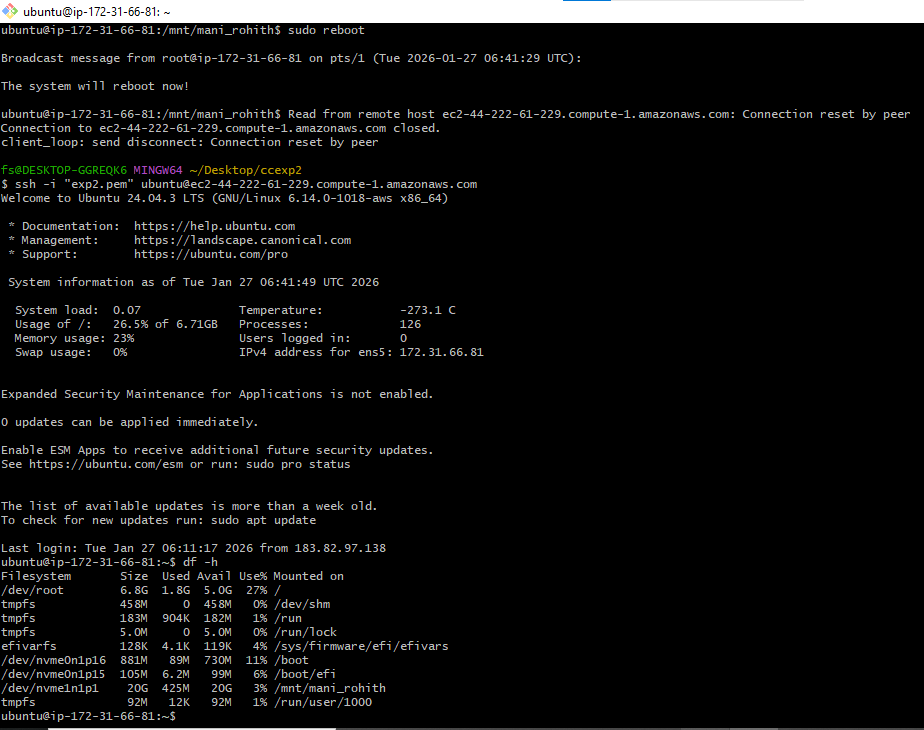 ubuntu@ip-172-31-66-81: ~
ubuntu@ip-172-31-66-81:/mnt/mani_rohith$ sudo reboot
Broadcast message from root@ip-172-31-66-81 on pts/1 (Tue 2026-01-27 06:41:29 UTC):
The system will reboot now!
ubuntu@ip-172-31-66-81:/mnt/mani_rohith$ Read from remote host ec2-44-222-61-229.compute-1.amazonaws.com: Connection reset by peer
Connection to ec2-44-222-61-229.compute-1.amazonaws.com closed.
client_loop: send disconnect: Connection reset by peer
fs@DESKTOP-GGREQK6 MINGW64 ~/Desktop/ccexp2
$ ssh -i "exp2.pem" ubuntu@ec2-44-222-61-229.compute-1.amazonaws.com
Welcome to Ubuntu 24.04.3 LTS (GNU/Linux 6.14.0-1018-aws x86_64)
* Documentation:  https://help.ubuntu.com
* Management:     https://landscape.canonical.com
* Support:        https://ubuntu.com/pro
System information as of Tue Jan 27 06:41:49 UTC 2026
System load:  0.07              Temperature:           -273.1 C
Usage of /:   26.5% of 6.71GB   Processes:             126
Memory usage: 23%               Users logged in:       0
Swap usage:   0%                IPv4 address for ens5: 172.31.66.81
Expanded Security Maintenance for Applications is not enabled.
0 updates can be applied immediately.
Enable ESM Apps to receive additional future security updates.
See https://ubuntu.com/esm or run: sudo pro status
The list of available updates is more than a week old.
To check for new updates run: sudo apt update
Last login: Tue Jan 27 06:11:17 2026 from 183.82.97.138
ubuntu@ip-172-31-66-81:~$ df -h
Filesystem       Size  Used Avail Use% Mounted on
/dev/root        6.8G  1.8G  5.0G  27% /
tmpfs            458M     0  458M   0% /dev/shm
tmpfs            183M  904K  182M   1% /run
tmpfs            5.0M     0  5.0M   0% /run/lock
efivarfs         128K  4.1K  119K   4% /sys/firmware/efi/efivars
/dev/nvme0n1p16  881M   89M  730M  11% /boot
/dev/nvme0n1p15  105M  6.2M   99M   6% /boot/efi
/dev/nvme1n1p1    20G  425M   20G   3% /mnt/mani_rohith
tmpfs             92M   12K   92M   1% /run/user/1000
ubuntu@ip-172-31-66-81:~$